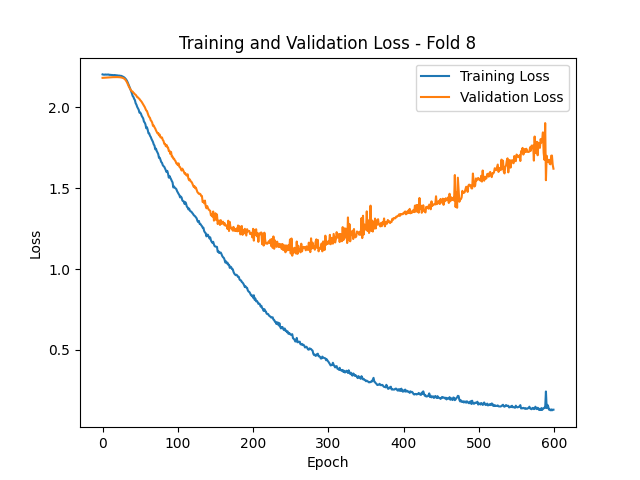 Training and Validation Loss - Fold 8
Training Loss
Validation Loss
2.0
1.5
1.0
0.5
Loss
0
100
200
300
400
500
600
Epoch